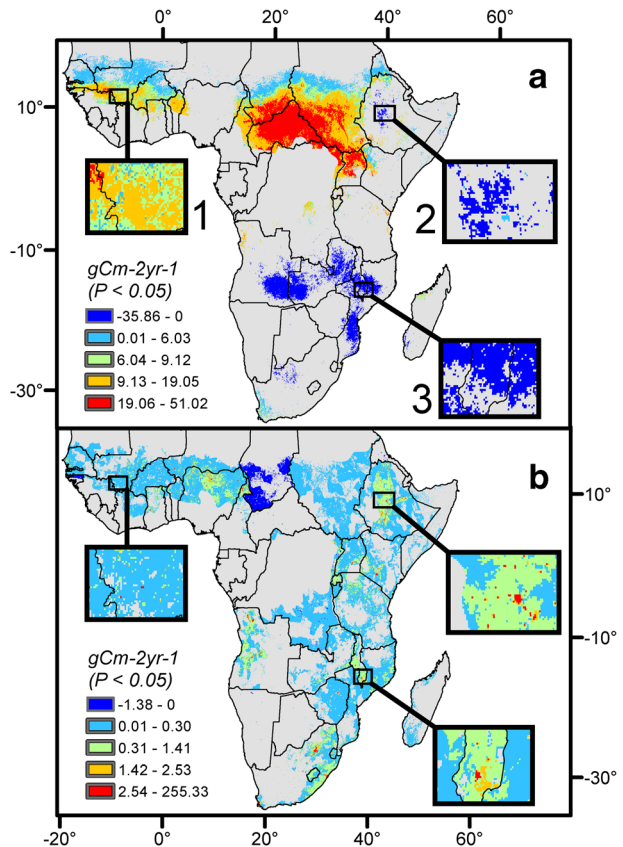 0° 20° 40° 60°
a
10°
1
2
-10°
3
gCm-2yr-1
(P < 0.05)
-35.86 - 0
0.01 - 6.03
6.04 - 9.12
9.13 - 19.05
19.06 - 51.02
-30°
b
10°
-10°
gCm-2yr-1
(P < 0.05)
-1.38 - 0
0.01 - 0.30
0.31 - 1.41
1.42 - 2.53
2.54 - 255.33
-30°
-20° 0° 20° 40° 60°